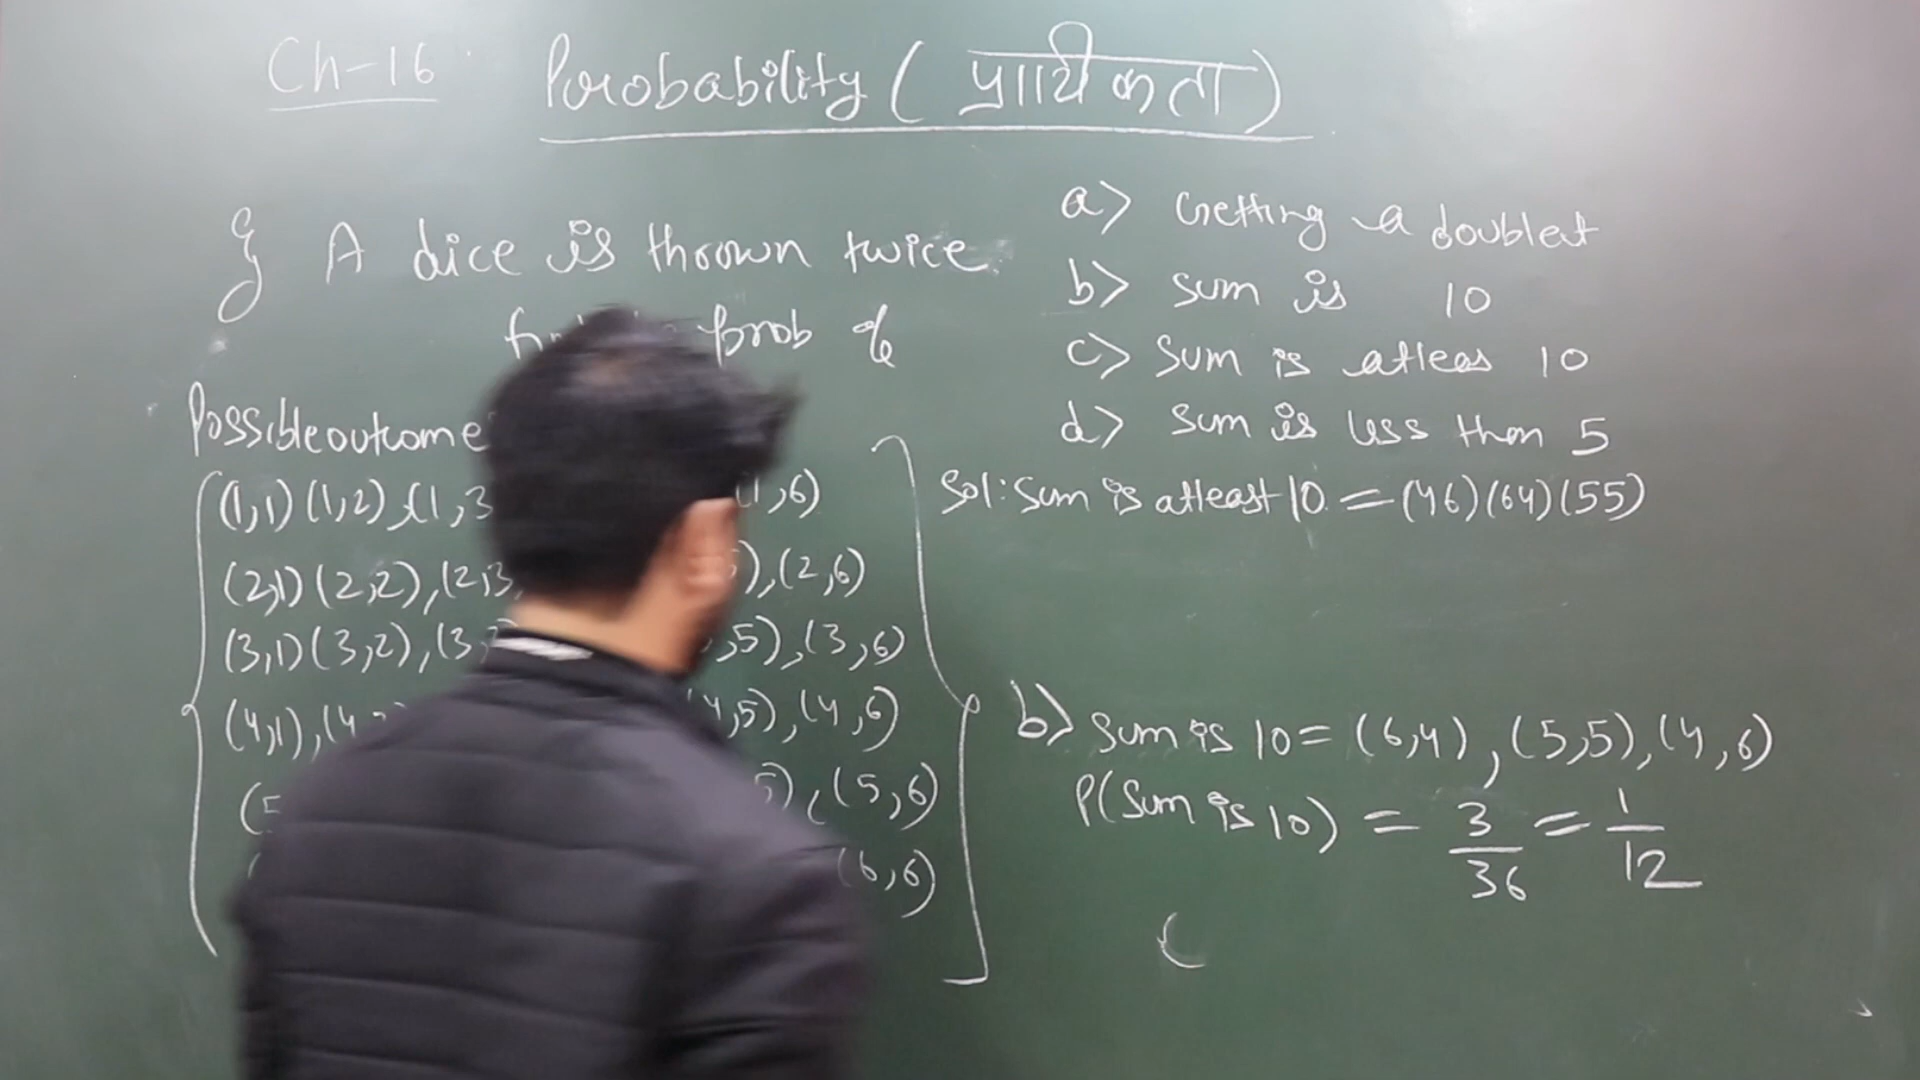 Ch-16 Probability ( प्रायिकता )
A dice is thrown twice
prob of
a) Getting a doublet
b) sum is 10
c) sum is atleas 10
d) sum is less than 5
Possible outcome
(1,1) (1,2), (1,3 1,6)
(2,1) (2,2), (2,3 ), (2,6)
(3,1) (3,2), (3, ,5), (3,6)
(4,1), (4, 4,5), (4,6)
(5 5), (5,6)
( (6,6)
Sol: Sum is atleast 10 = (46) (64) (55)
b) Sum is 10 = (6,4), (5,5), (4,6)
P(Sum is 10) = 3/36 = 1/12